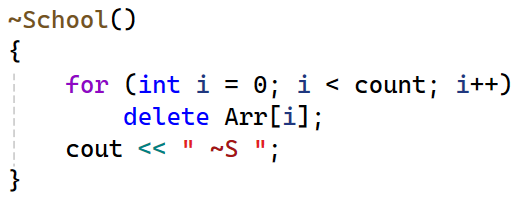 ~School()
{
    for (int i = 0; i < count; i++)
        delete Arr[i];
    cout << " ~S ";
}